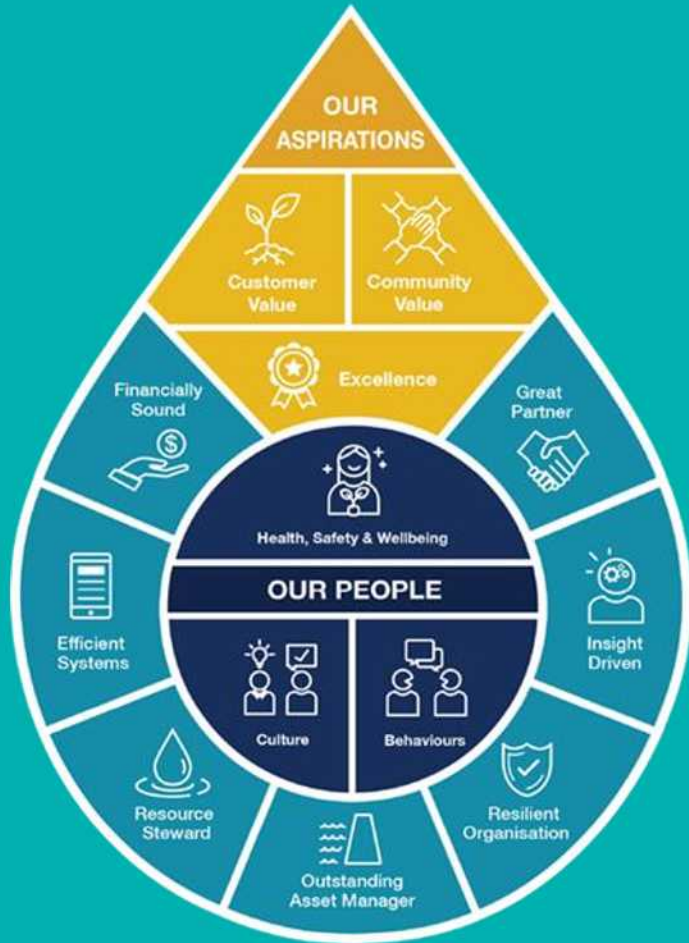 OUR
ASPIRATIONS
Customer
Value
Community
Value
Excellence
Financially
Sound
$
Great
Partner
Health, Safety & Wellbeing
OUR PEOPLE
Efficient
Systems
Insight
Driven
Culture
Behaviours
Resource
Steward
Resilient
Organisation
Outstanding
Asset Manager